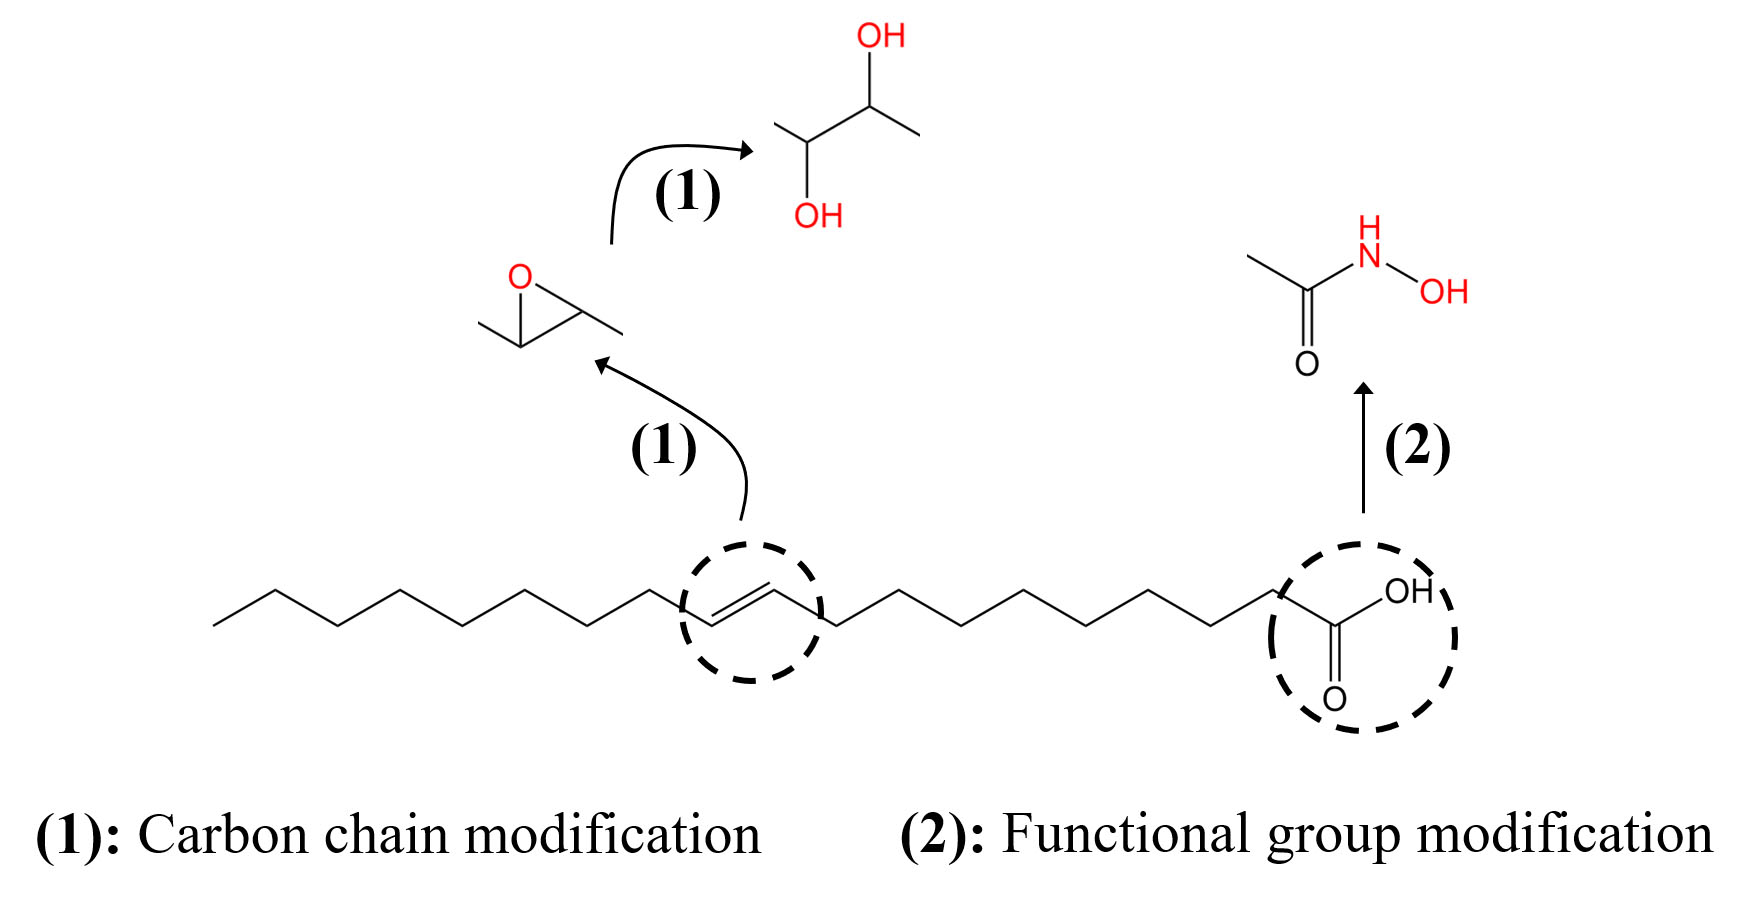 OH
(1)
OH
H
N
OH
O
O
(1)
(2)
OH
O
(1): Carbon chain modification
(2): Functional group modification